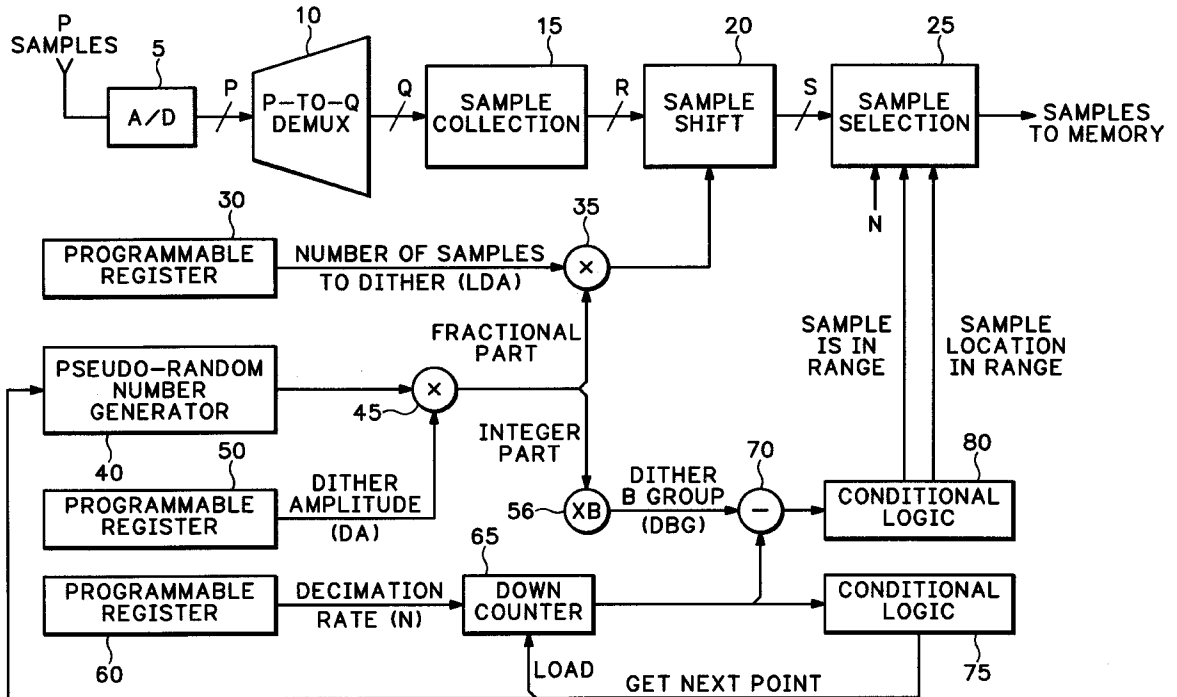 P
SAMPLES
5
A/D
P
10
P-TO-Q
DEMUX
Q
15
SAMPLE
COLLECTION
R
20
SAMPLE
SHIFT
S
25
SAMPLE
SELECTION
SAMPLES
TO MEMORY
N
30
PROGRAMMABLE
REGISTER
NUMBER OF SAMPLES
TO DITHER (LDA)
35
×
FRACTIONAL
PART
SAMPLE
IS IN
RANGE
SAMPLE
LOCATION
IN RANGE
PSEUDO-RANDOM
NUMBER
GENERATOR
40
×
45
INTEGER
PART
50
PROGRAMMABLE
REGISTER
DITHER
AMPLITUDE
(DA)
56
XB
DITHER
B GROUP
(DBG)
70
−
80
CONDITIONAL
LOGIC
PROGRAMMABLE
REGISTER
60
DECIMATION
RATE (N)
65
DOWN
COUNTER
CONDITIONAL
LOGIC
75
LOAD
GET NEXT POINT